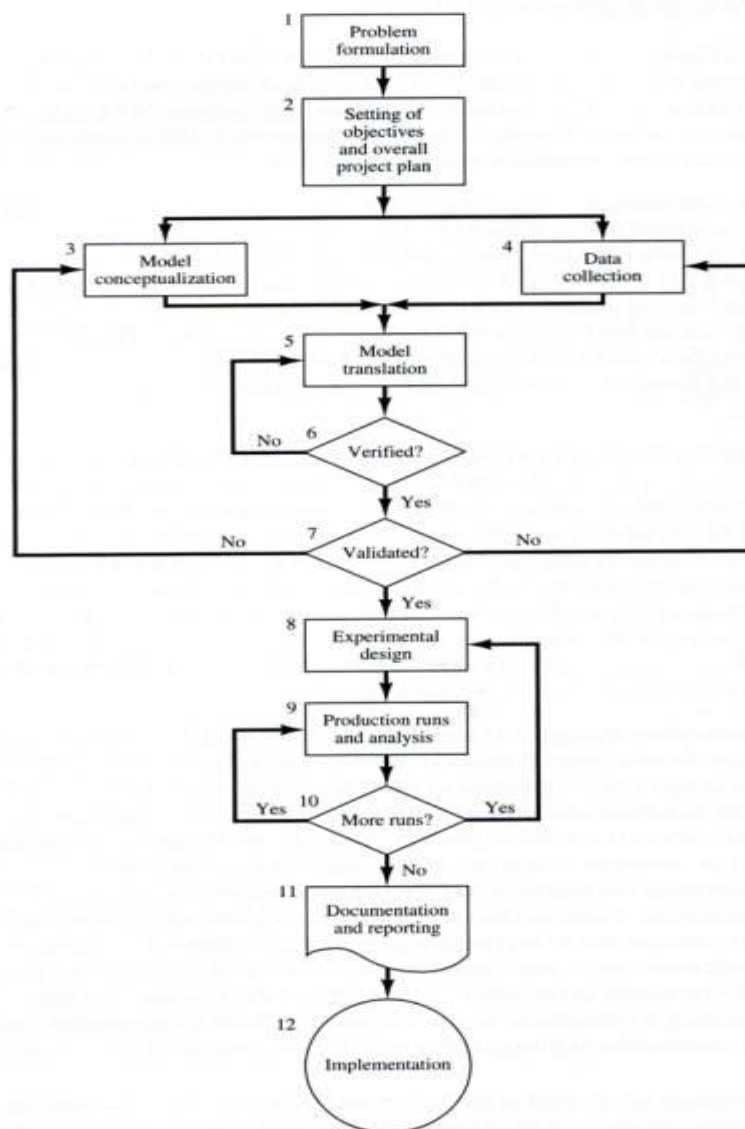 1
Problem
formulation
2
Setting of
objectives
and overall
project plan
3
Model
conceptualization
4
Data
collection
5
Model
translation
6
No
Verified?
Yes
7
No
Validated?
No
Yes
8
Experimental
design
9
Production runs
and analysis
10
Yes
More runs?
Yes
No
11
Documentation
and reporting
12
Implementation